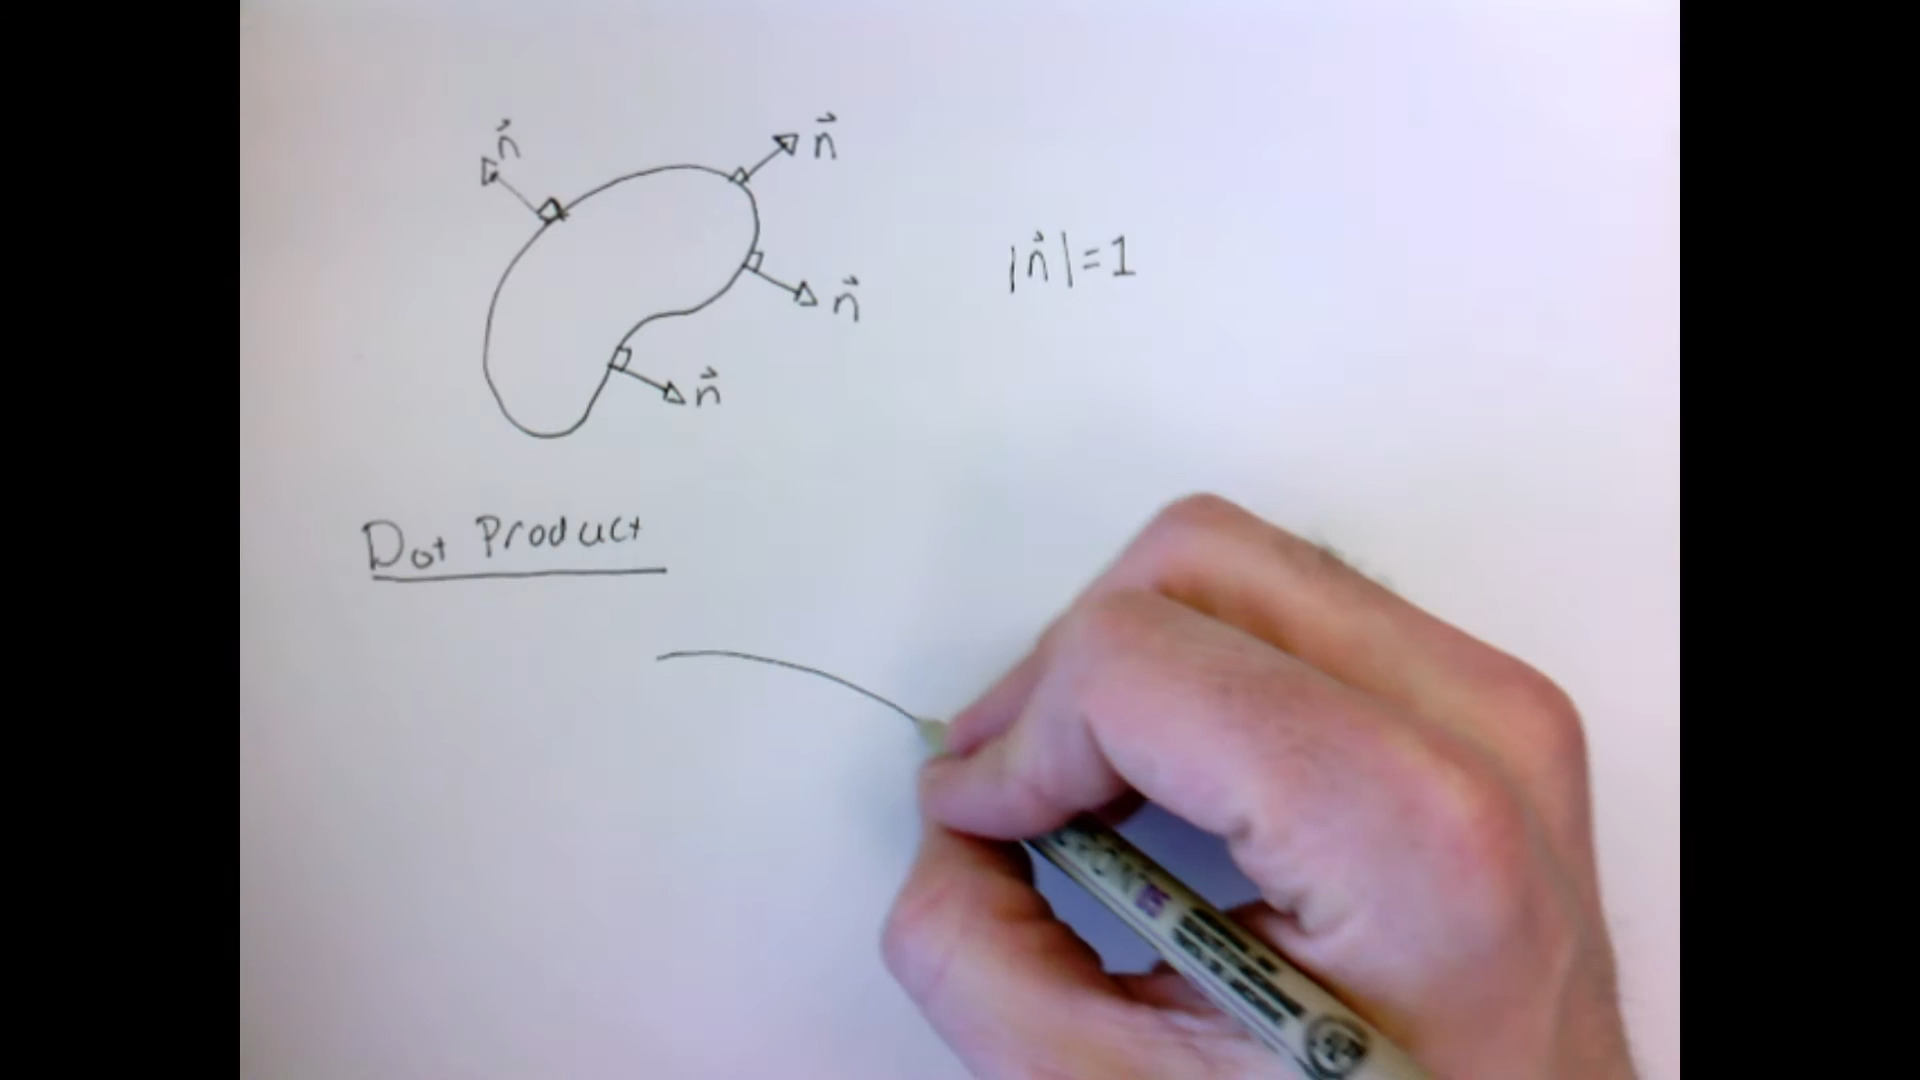 n⃗
n⃗
|n⃗| = 1
n⃗
n⃗
Dot Product